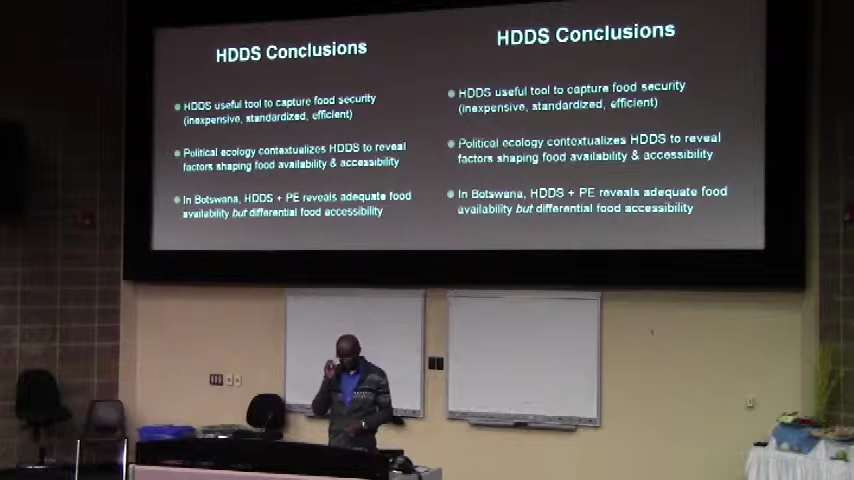 HDDS Conclusions
HDDS useful tool to capture food security
(inexpensive, standardized, efficient)
Political ecology contextualizes HDDS to reveal
factors shaping food availability & accessibility
In Botswana, HDDS + PE reveals adequate food
availability but differential food accessibility
HDDS Conclusions
HDDS useful tool to capture food security
(inexpensive, standardized, efficient)
Political ecology contextualizes HDDS to reveal
factors shaping food availability & accessibility
In Botswana, HDDS + PE reveals adequate food
availability but differential food accessibility